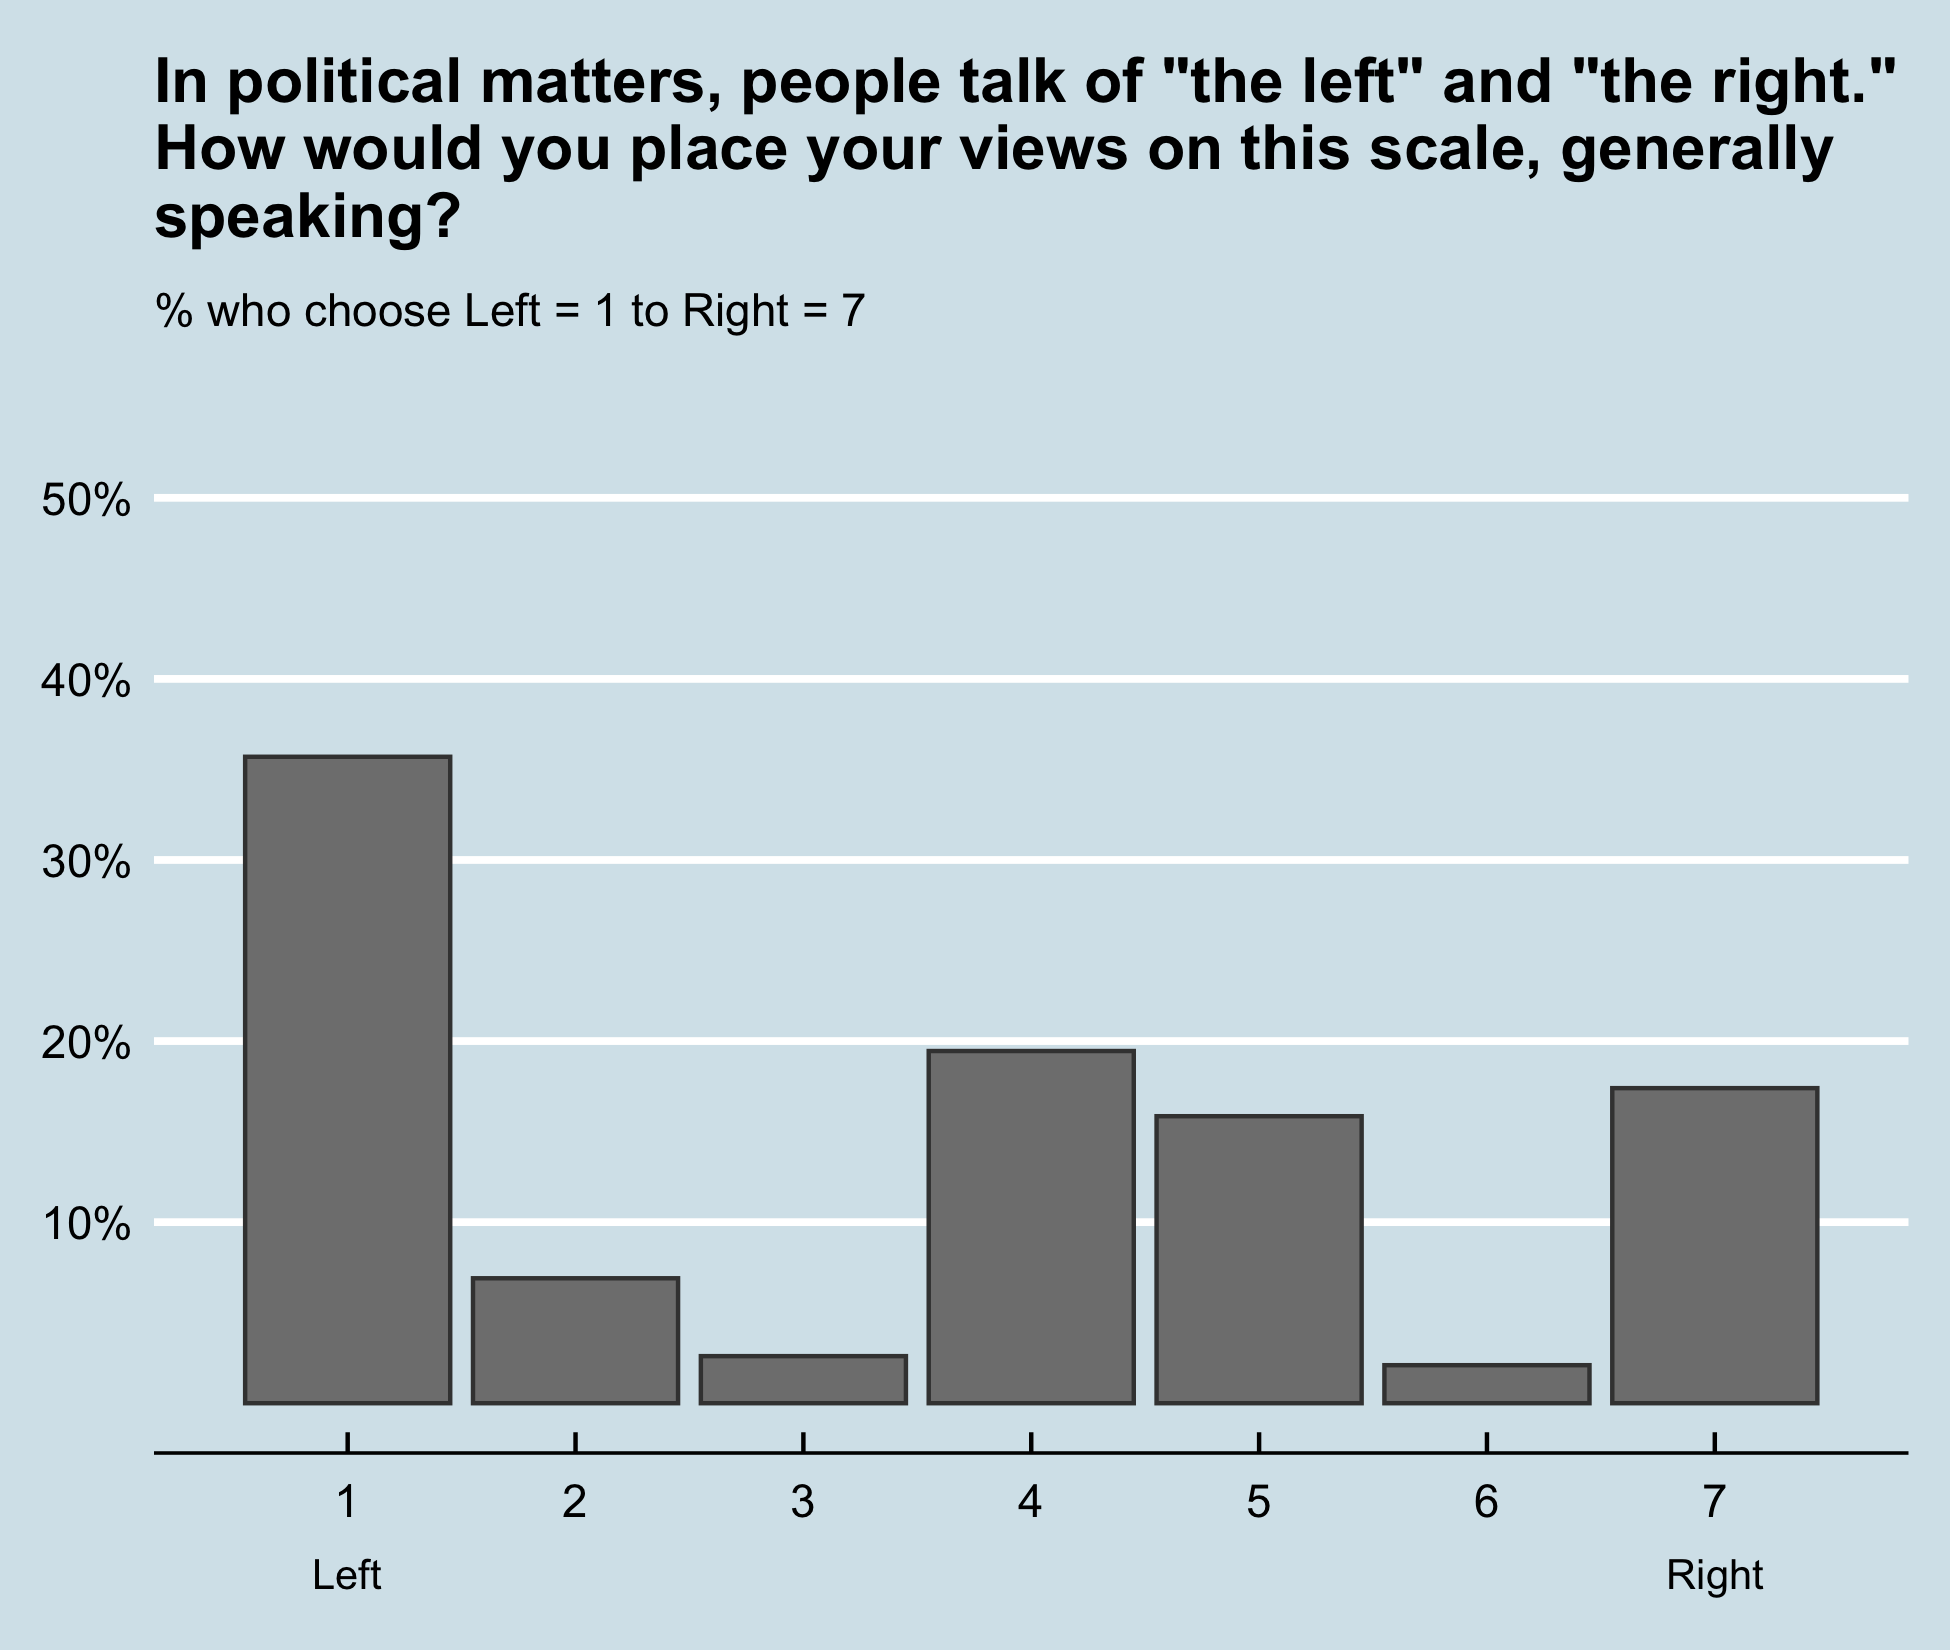 In political matters, people talk of "the left" and "the right."
How would you place your views on this scale, generally
speaking?
% who choose Left = 1 to Right = 7
50%
40%
30%
20%
10%
1 2 3 4 5 6 7
Left Right